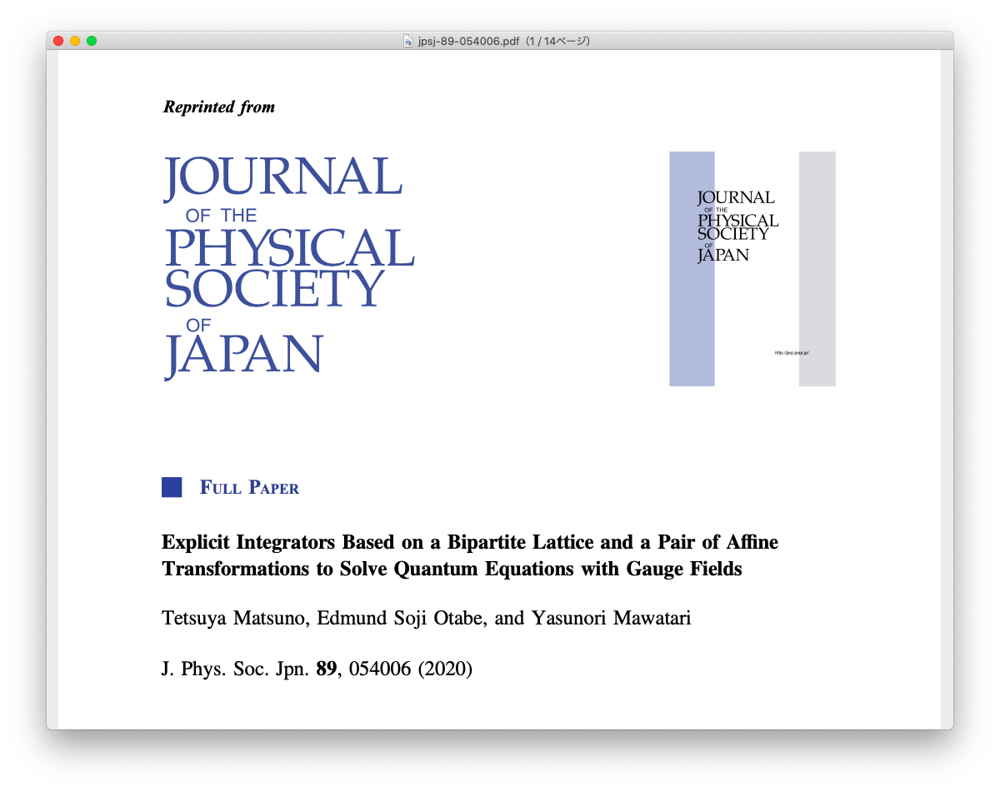 jpsj-89-054006.pdf（1 / 14ページ）
Reprinted from
JOURNAL
OF THE
PHYSICAL
SOCIETY
OF
JAPAN
JOURNAL
OF THE
PHYSICAL
SOCIETY
OF
JAPAN
http://jpsj.ipap.jp/
FULL PAPER
Explicit Integrators Based on a Bipartite Lattice and a Pair of Affine
Transformations to Solve Quantum Equations with Gauge Fields
Tetsuya Matsuno, Edmund Soji Otabe, and Yasunori Mawatari
J. Phys. Soc. Jpn. 89, 054006 (2020)